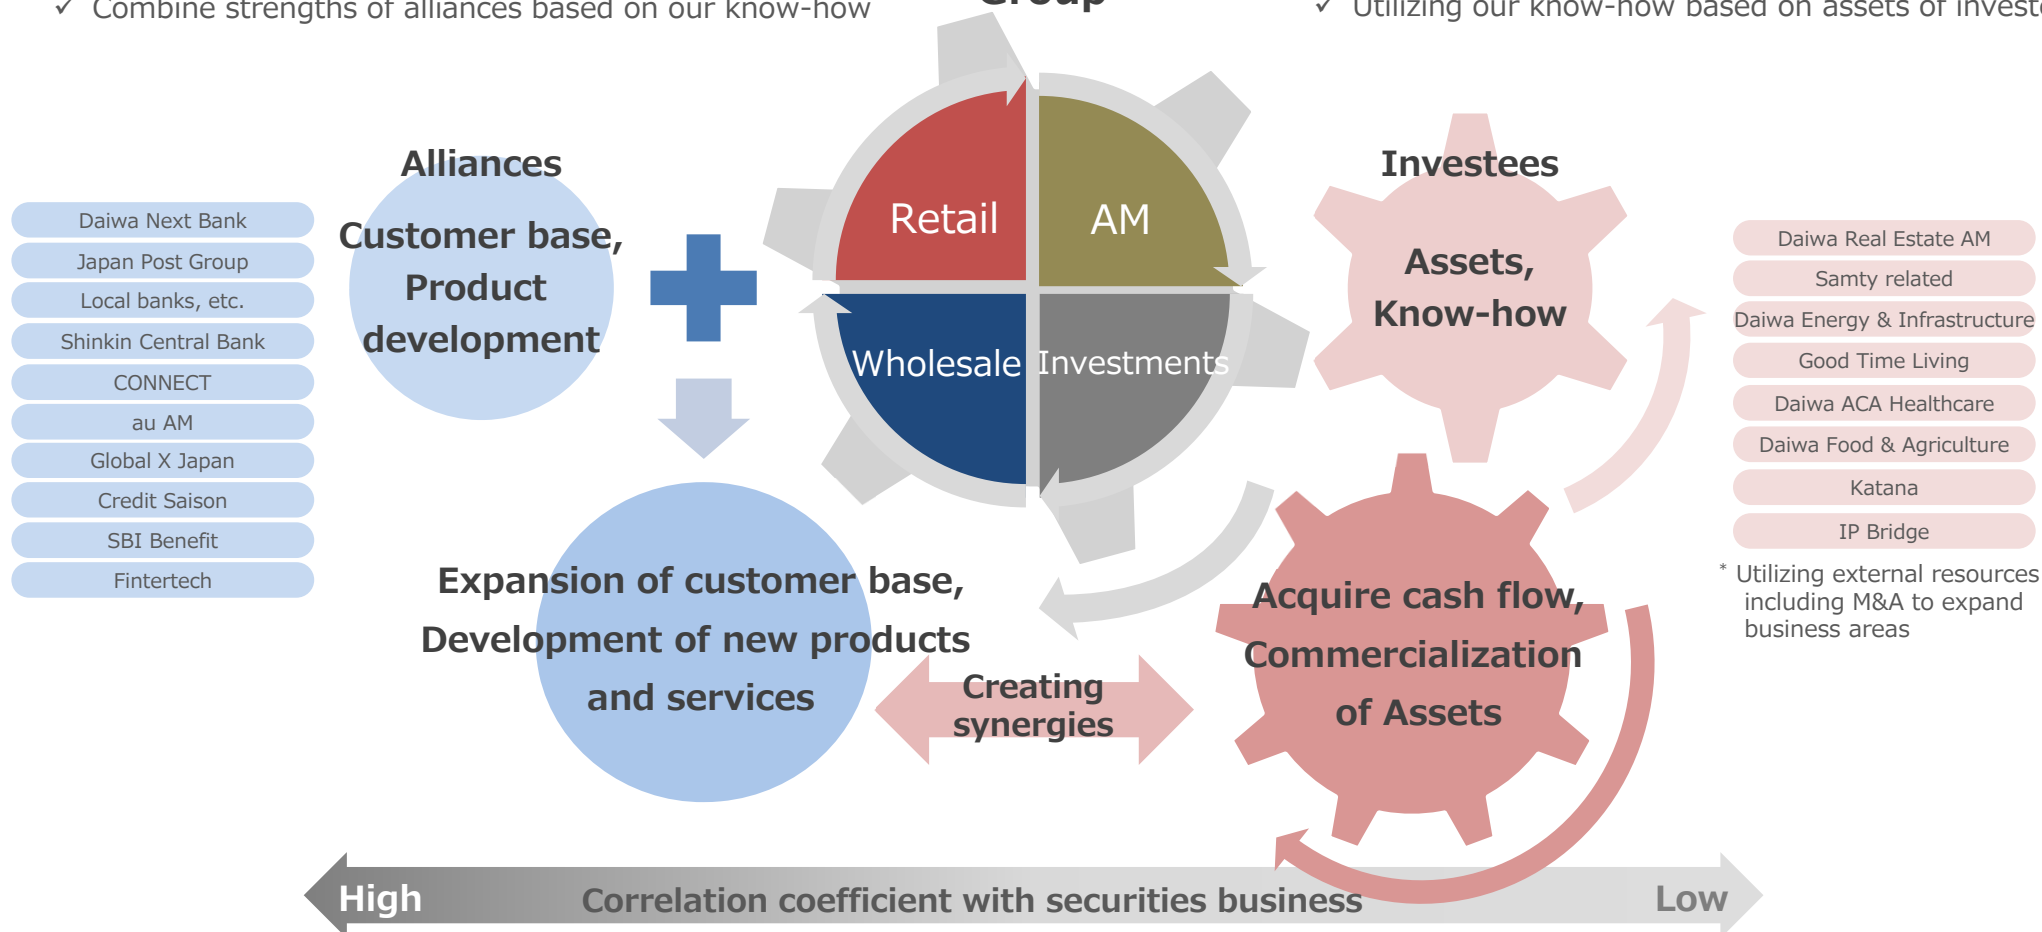 ✓ Combine strengths of alliances based on our know-how
Group
✓ Utilizing our know-how based on assets of
Alliances
Customer base,
Product
development
Daiwa Next Bank
Japan Post Group
Local banks, etc.
Shinkin Central Bank
CONNECT
au AM
Global X Japan
Credit Saison
SBI Benefit
Fintertech
Retail
AM
Wholesale
Investments
Investees
Assets,
Know-how
Daiwa Real Estate AM
Samty related
Daiwa Energy & Infrastructure
Good Time Living
Daiwa ACA Healthcare
Daiwa Food & Agriculture
Katana
IP Bridge
* Utilizing external resources
including M&A to expand
business areas
Expansion of customer base,
Development of new products
and services
Creating
synergies
Acquire cash flow,
Commercialization
of Assets
High
Correlation coefficient with securities business
Low